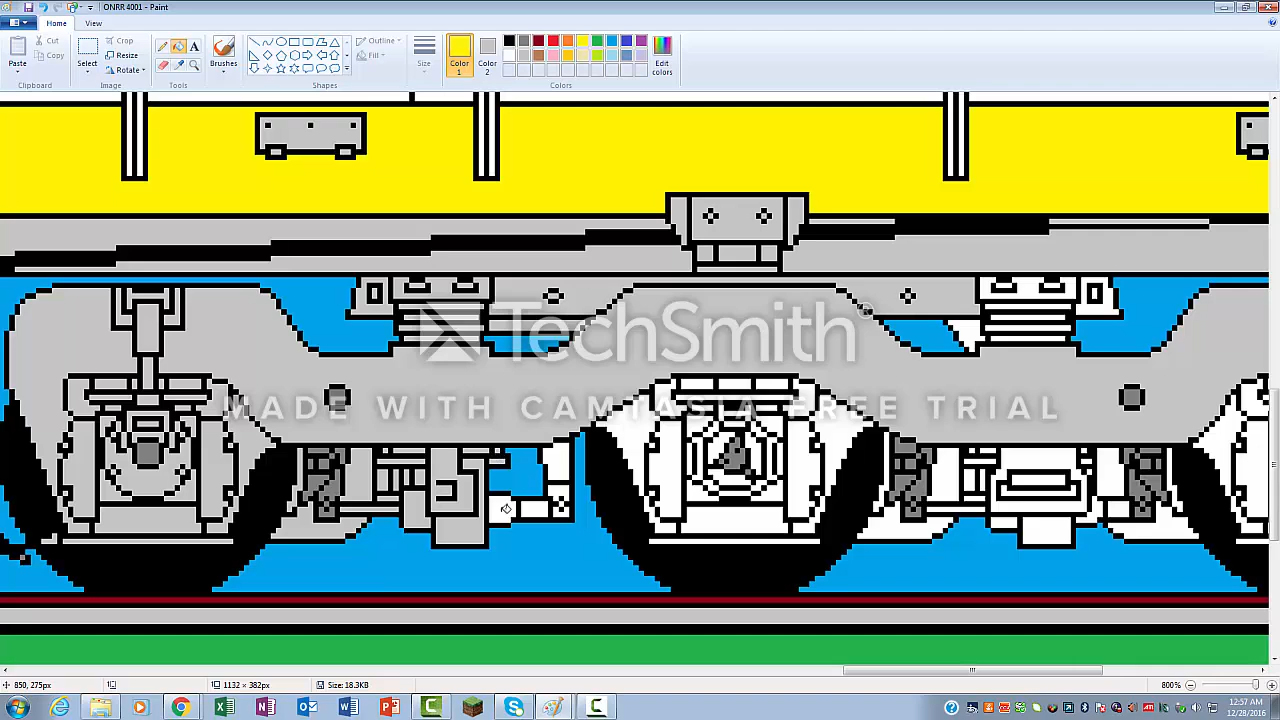 ONRR 4001 - Paint
Home View
Paste
Cut
Copy
Clipboard
Select
Crop
Resize
Rotate
Image
A
Tools
Brushes
Outline
Fill
Shapes
Size
Color 1
Color 2
Edit colors
Colors
TechSmith
MADE WITH CAMTASIA FREE TRIAL
850, 275px
1132 × 382px
Size: 18.3KB
800%
12:57 AM
12/28/2016